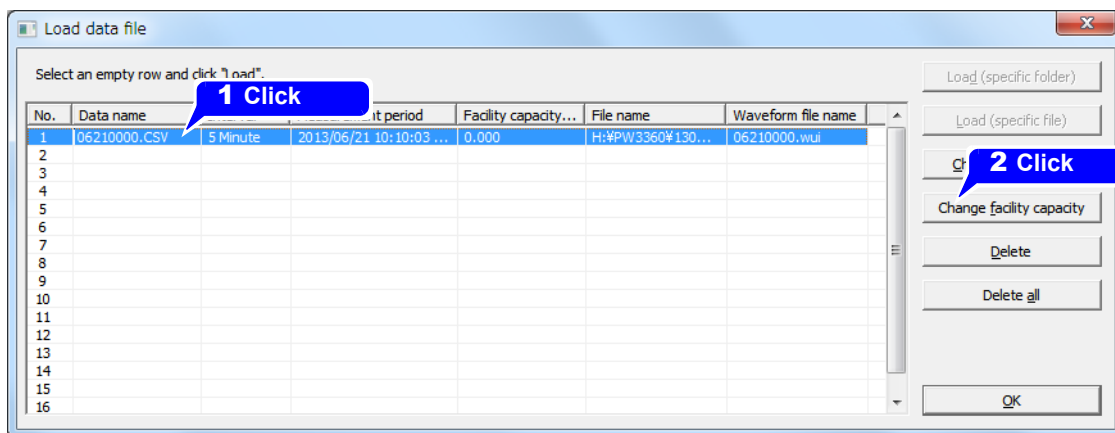 Load data file
Select an empty row and click "Load".
1 Click
No. Data name t period Facility capacity... File name Waveform file name
1 06210000.CSV 5 Minute 2013/06/21 10:10:03 ... 0.000 H:¥PW3360¥130... 06210000.wui
2
3
4
5
6
7
8
9
10
11
12
13
14
15
16
Load (specific folder)
Load (specific file)
2 Click
Change facility capacity
Delete
Delete all
OK